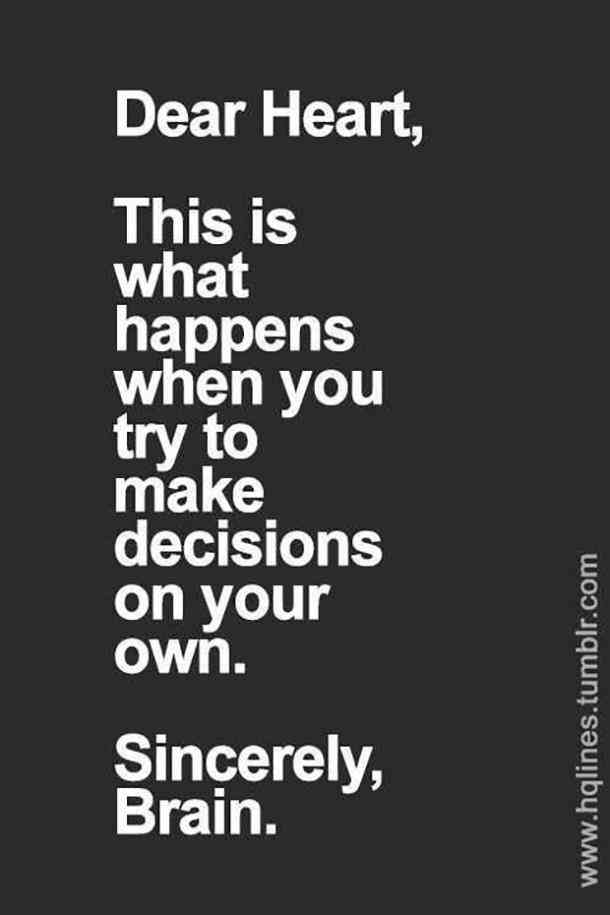 Dear Heart,
This is
what
happens
when you
try to
make
decisions
on your
own.
Sincerely,
Brain.
www.hqlines.tumblr.com